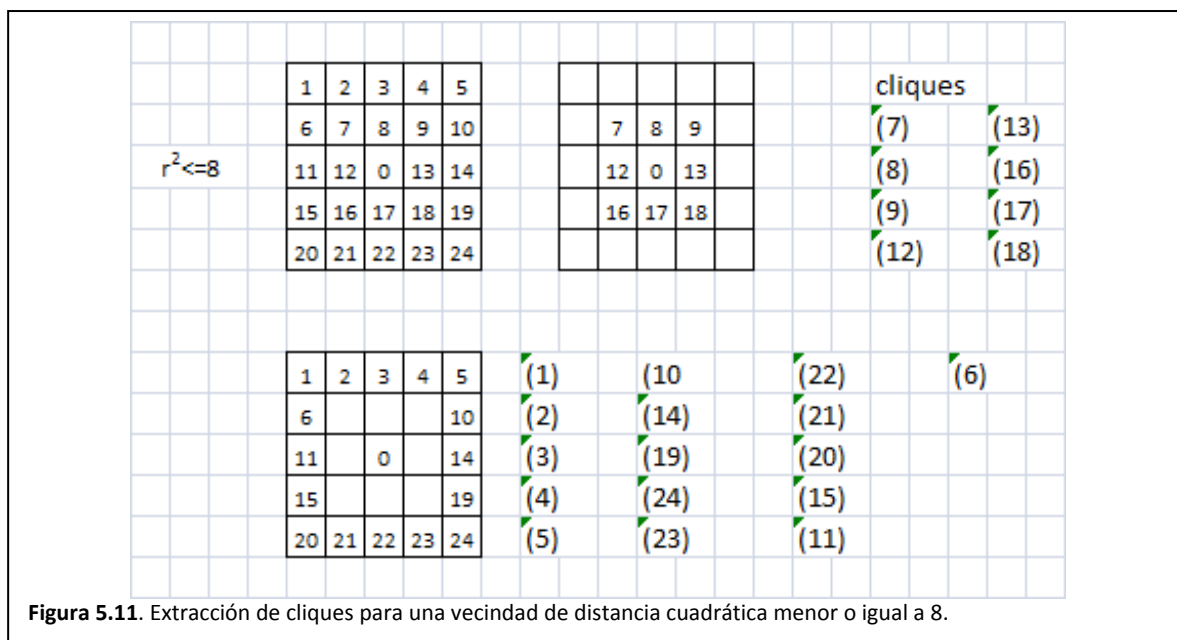 1 2 3 4 5 cliques
6 7 8 9 10 7 8 9 (7) (13)
r²<=8 11 12 0 13 14 12 0 13 (8) (16)
15 16 17 18 19 16 17 18 (9) (17)
20 21 22 23 24 (12) (18)
1 2 3 4 5 (1) (10 (22) (6)
6 10 (2) (14) (21)
11 0 14 (3) (19) (20)
15 19 (4) (24) (15)
20 21 22 23 24 (5) (23) (11)
Figura 5.11. Extracción de cliques para una vecindad de distancia cuadrática menor o igual a 8.